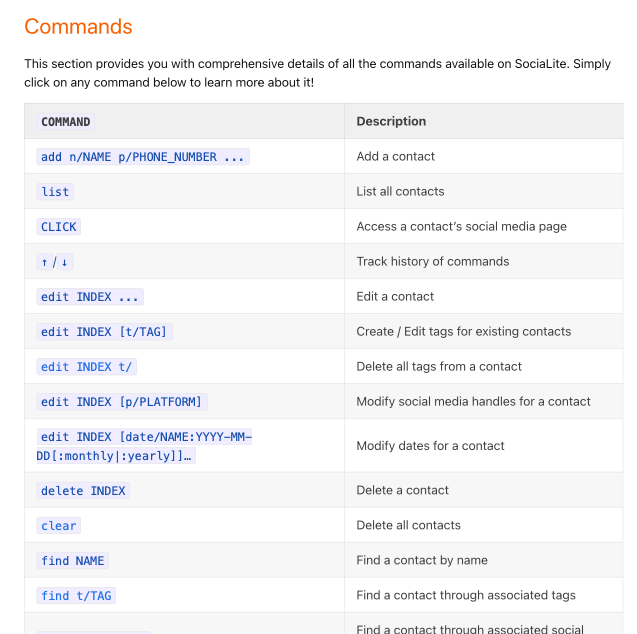 Commands
This section provides you with comprehensive details of all the commands available on SociaLite. Simply
click on any command below to learn more about it!
COMMAND Description
add n/NAME p/PHONE_NUMBER ... Add a contact
list List all contacts
CLICK Access a contact's social media page
↑ / ↓ Track history of commands
edit INDEX ... Edit a contact
edit INDEX [t/TAG] Create / Edit tags for existing contacts
edit INDEX t/ Delete all tags from a contact
edit INDEX [p/PLATFORM] Modify social media handles for a contact
edit INDEX [date/NAME:YYYY-MM-
DD[:monthly|:yearly]]… Modify dates for a contact
delete INDEX Delete a contact
clear Delete all contacts
find NAME Find a contact by name
find t/TAG Find a contact through associated tags
Find a contact through associated social